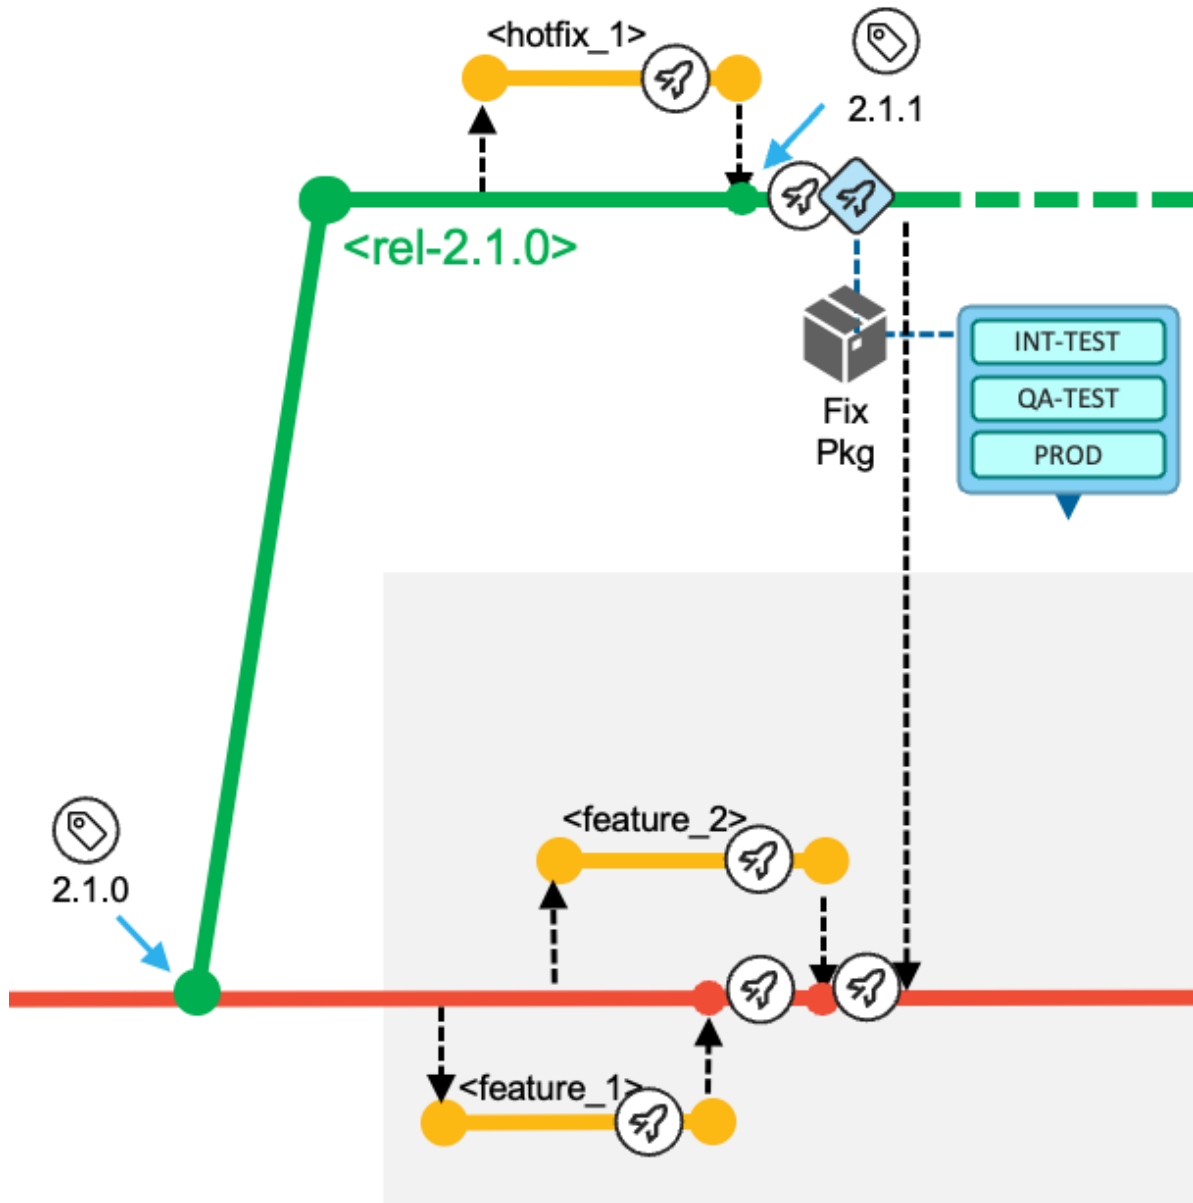 <hotfix_1>
2.1.1
<rel-2.1.0>
INT-TEST
QA-TEST
PROD
Fix
Pkg
<feature_2>
2.1.0
<feature_1>